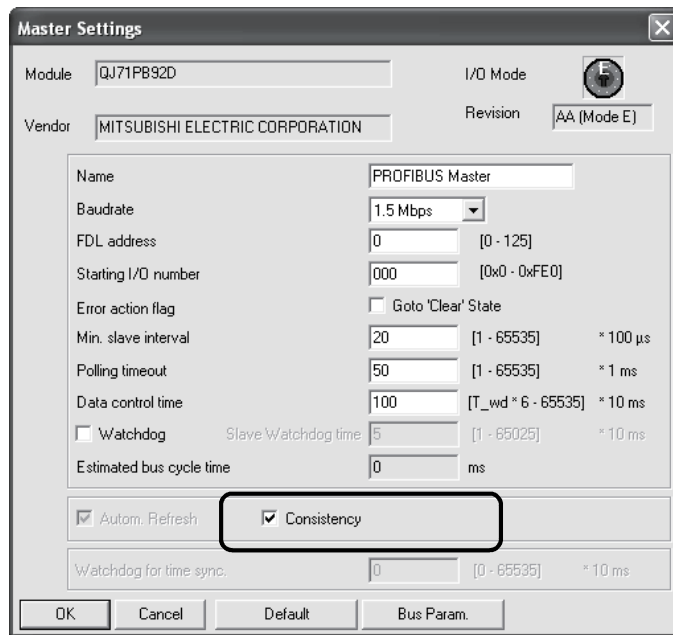 Master Settings
Module QJ71PB92D I/O Mode E
Vendor MITSUBISHI ELECTRIC CORPORATION Revision AA (Mode E)
Name PROFIBUS Master
Baudrate 1.5 Mbps
FDL address 0 [0 - 125]
Starting I/O number 000 [0x0 - 0xFE0]
Error action flag Goto 'Clear' State
Min. slave interval 20 [1 - 65535] * 100 µs
Polling timeout 50 [1 - 65535] * 1 ms
Data control time 100 [T_wd * 6 - 65535] * 10 ms
Watchdog Slave Watchdog time 5 [1 - 65025] * 10 ms
Estimated bus cycle time 0 ms
Autom. Refresh Consistency
Watchdog for time sync. 0 [0 - 65535] * 10 ms
OK Cancel Default Bus Param.